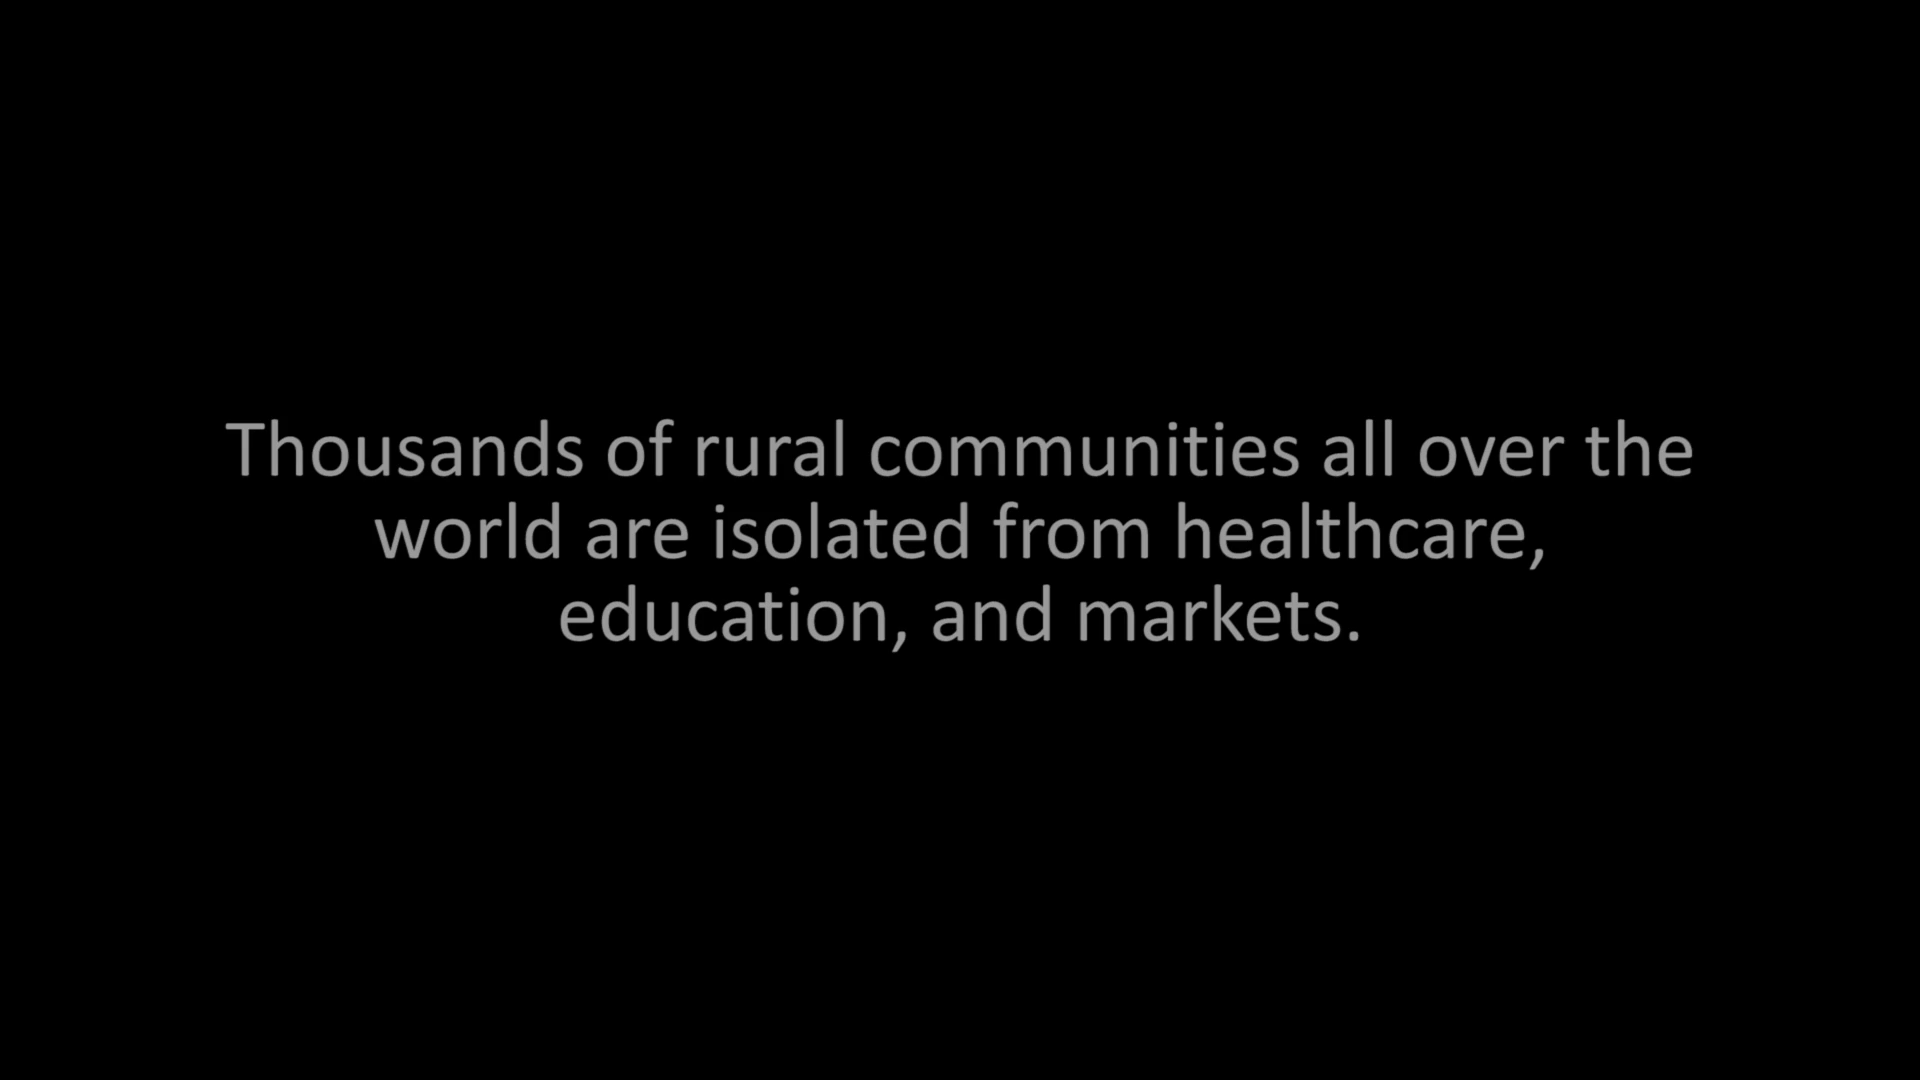 Thousands of rural communities all over the
world are isolated from healthcare,
education, and markets.